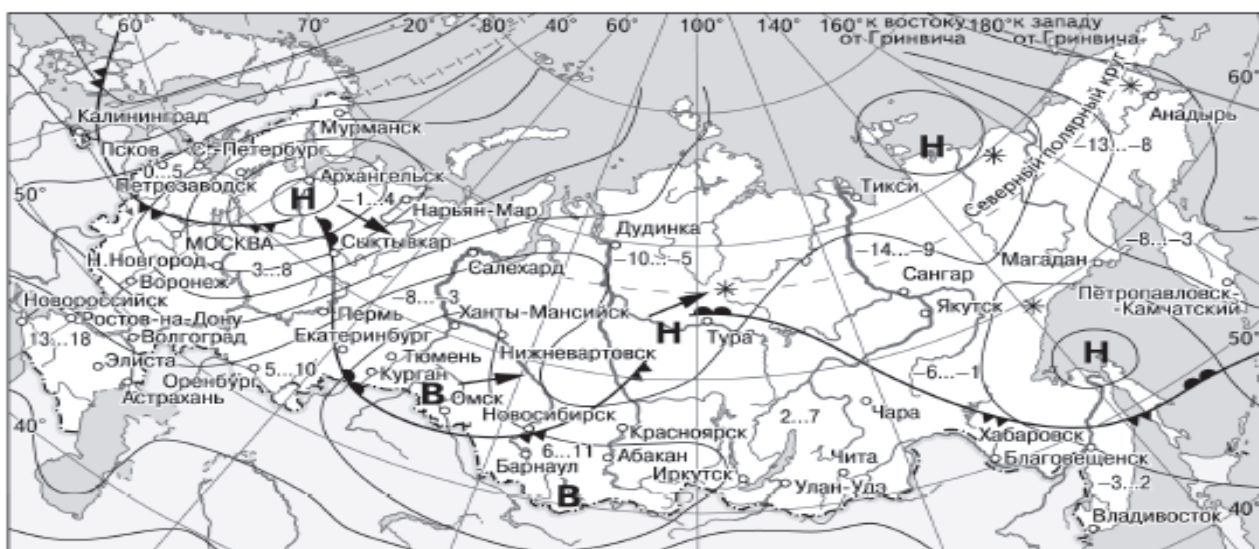 60° 70° 20° 80° 40° 60° 100° 140° 160° к востоку от Гринвича 180° к западу от Гринвича
60°
Северный полярный круг
Анадырь
Калининград
Мурманск
-13...-8
Псков
С.-Петербург
Н
0...5
Архангельск
Тикси
50°
Петрозаводск
Н
-1...4
Нарьян-Мар
Дудинка
-14...-9
-8...-3
МОСКВА
Сыктывкар
-10...-5
Магадан
Сангар
Н.Новгород
3...8
Салехард
Воронеж
-8...-3
Якутск
Петропавловск-
-Камчатский
Новороссийск
Ханты-Мансийск
Ростов-на-Дону
Пермь
Н
Тура
50°
13...18
Волгоград
Екатеринбург
Нижневартовск
Н
Элиста
Тюмень
-6...-1
Оренбург
5...10
Курган
Астрахань
В
Омск
Чара
2...7
Новосибирск
40°
Красноярск
Хабаровск
6...11
Барнаул
Абакан
Чита
Благовещенск
Иркутск
Улан-Удэ
-3...2
В
40°
Владивосток